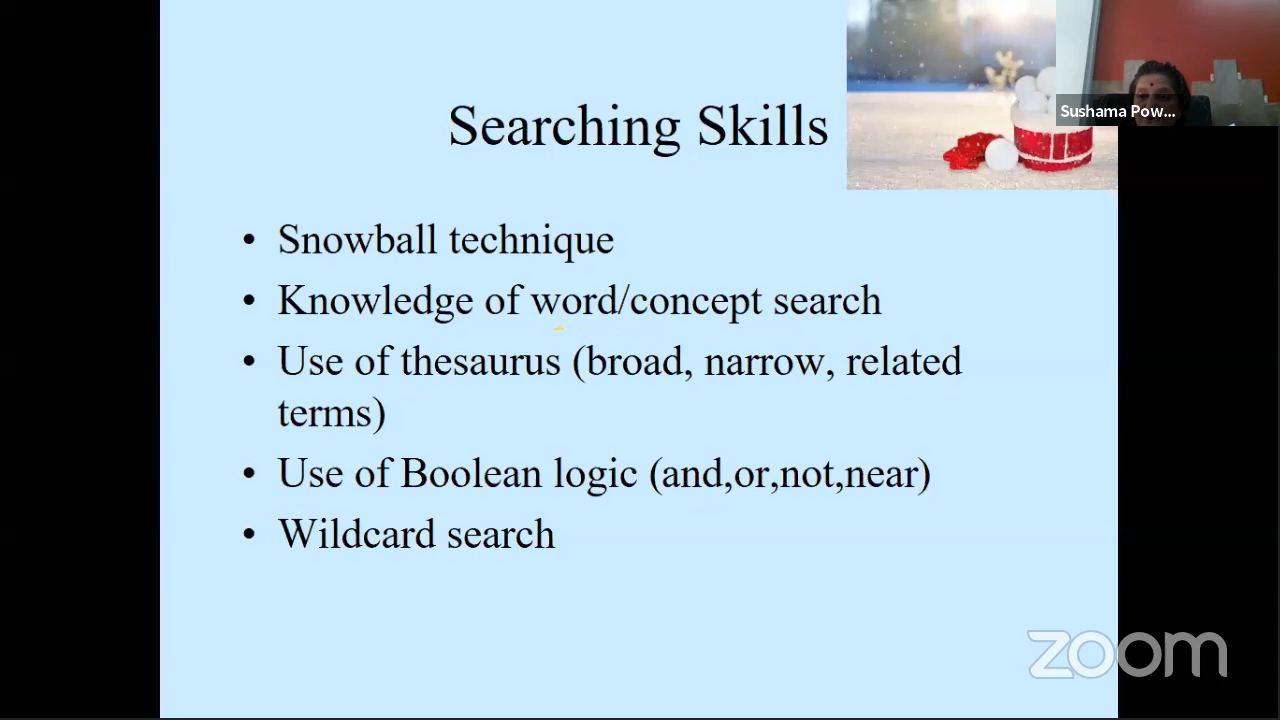 Searching Skills
Sushama Pow...
• Snowball technique
• Knowledge of word/concept search
• Use of thesaurus (broad, narrow, related
terms)
• Use of Boolean logic (and,or,not,near)
• Wildcard search
zoom